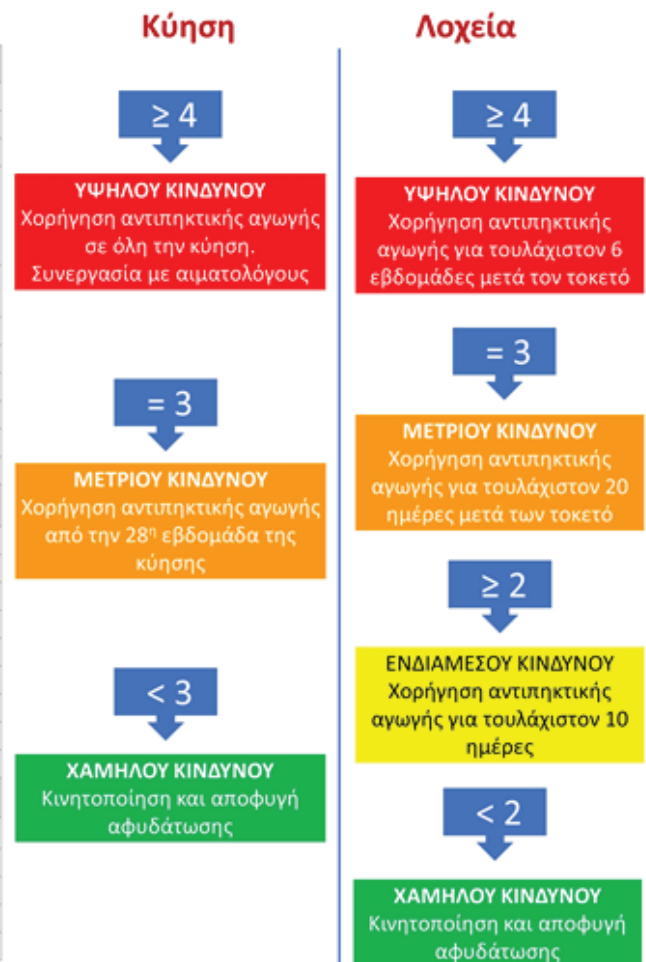 Κύηση
≥ 4
ΥΨΗΛΟΥ ΚΙΝΔΥΝΟΥ
Χορήγηση αντιπηκτικής αγωγής
σε όλη την κύηση.
Συνεργασία με αιματολόγους
= 3
ΜΕΤΡΙΟΥ ΚΙΝΔΥΝΟΥ
Χορήγηση αντιπηκτικής αγωγής
από την 28η εβδομάδα της
κύησης
< 3
ΧΑΜΗΛΟΥ ΚΙΝΔΥΝΟΥ
Κινητοποίηση και αποφυγή
αφυδάτωσης
Λοχεία
≥ 4
ΥΨΗΛΟΥ ΚΙΝΔΥΝΟΥ
Χορήγηση αντιπηκτικής
αγωγής για τουλάχιστον 6
εβδομάδες μετά τον τοκετό
= 3
ΜΕΤΡΙΟΥ ΚΙΝΔΥΝΟΥ
Χορήγηση αντιπηκτικής
αγωγής για τουλάχιστον 20
ημέρες μετά των τοκετό
≥ 2
ΕΝΔΙΑΜΕΣΟΥ ΚΙΝΔΥΝΟΥ
Χορήγηση αντιπηκτικής
αγωγής για τουλάχιστον 10
ημέρες
< 2
ΧΑΜΗΛΟΥ ΚΙΝΔΥΝΟΥ
Κινητοποίηση και αποφυγή
αφυδάτωσης